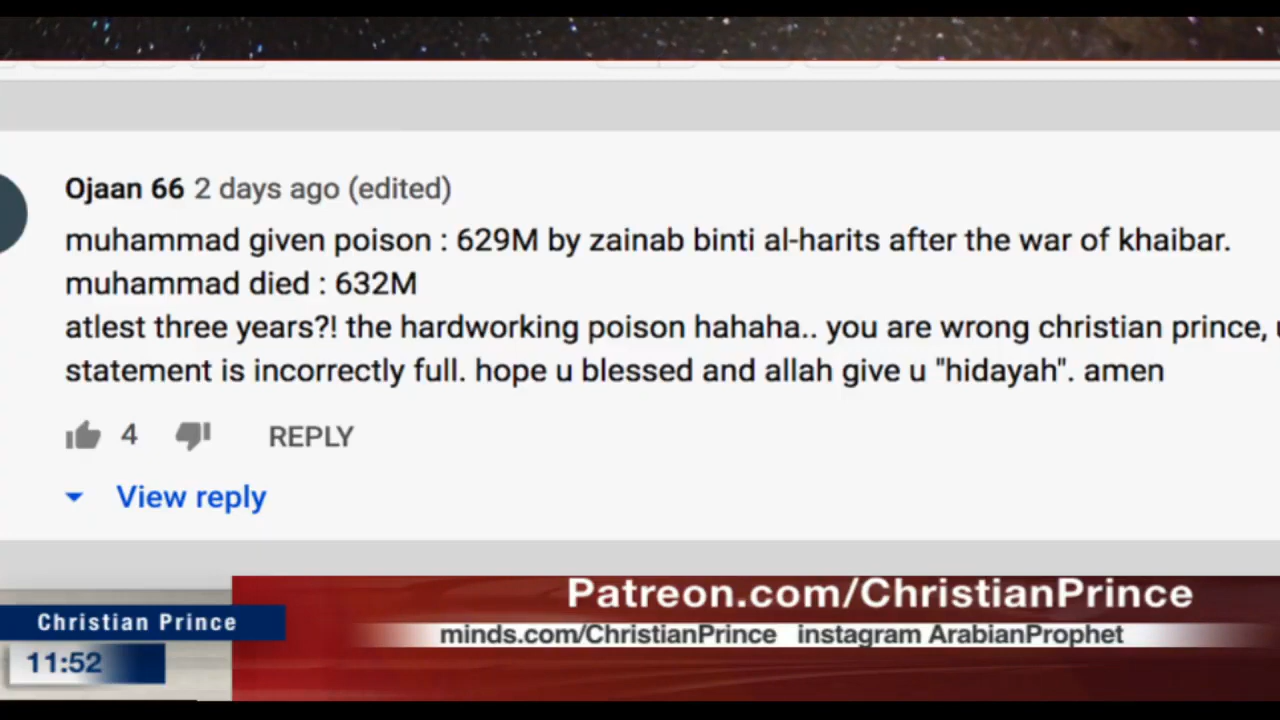 Ojaan 66 2 days ago (edited)
muhammad given poison : 629M by zainab binti al-harits after the war of khaibar.
muhammad died : 632M
atlest three years?! the hardworking poison hahaha.. you are wrong christian prince,
statement is incorrectly full. hope u blessed and allah give u "hidayah". amen
4 REPLY
View reply
Patreon.com/ChristianPrince
Christian Prince
minds.com/ChristianPrince instagram ArabianProphet
11:52